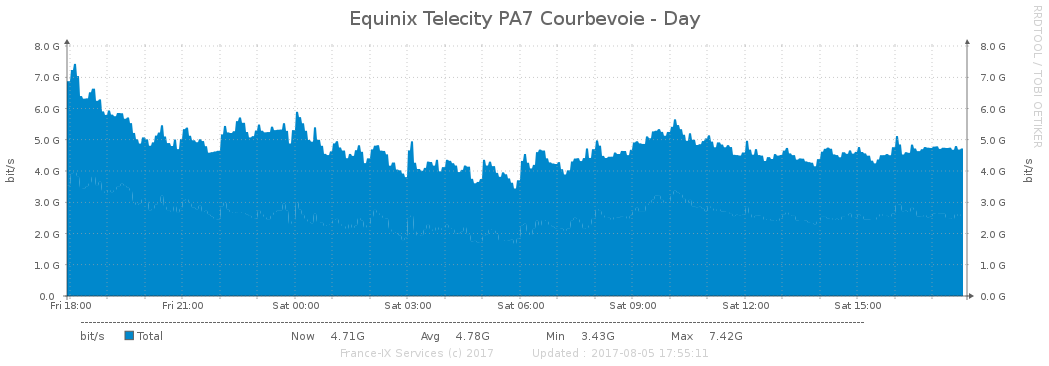 Equinix Telecity PA7 Courbevoie - Day
RRDTOOL / TOBI OETIKER
bit/s
8.0 G
7.0 G
6.0 G
5.0 G
4.0 G
3.0 G
2.0 G
1.0 G
0.0
8.0 G
7.0 G
6.0 G
5.0 G
4.0 G
3.0 G
2.0 G
1.0 G
0.0 G
bit/s
Fri 18:00 Fri 21:00 Sat 00:00 Sat 03:00 Sat 06:00 Sat 09:00 Sat 12:00 Sat 15:00
bit/s Total Now 4.71G Avg 4.78G Min 3.43G Max 7.42G
France-IX Services (c) 2017 Updated : 2017-08-05 17:55:11